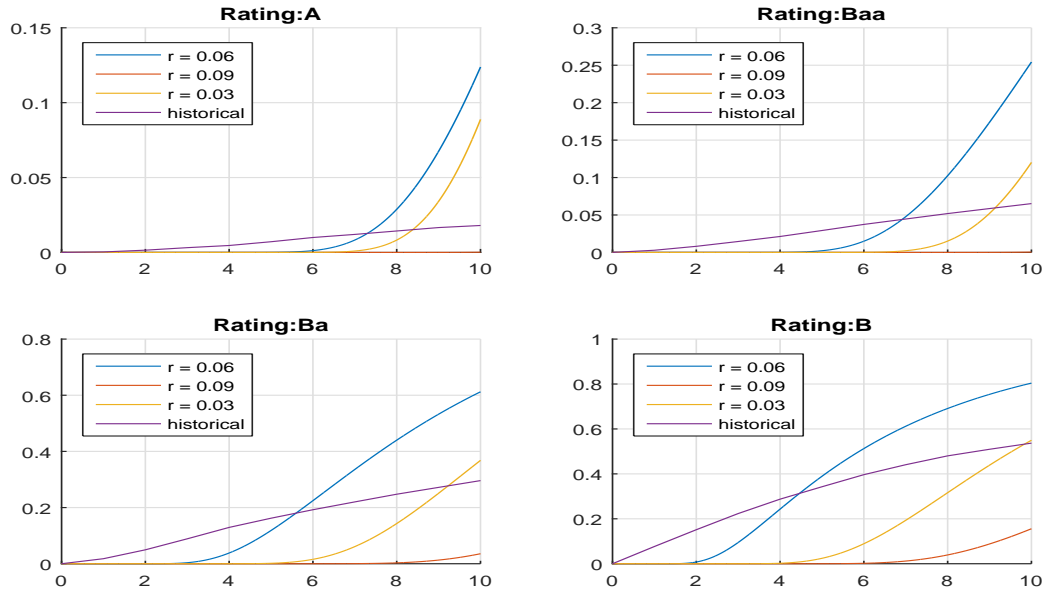 Rating:A
0.15
0.1
0.05
0
r = 0.06
r = 0.09
r = 0.03
historical
0 2 4 6 8 10
Rating:Baa
0.3
0.25
0.2
0.15
0.1
0.05
0
r = 0.06
r = 0.09
r = 0.03
historical
0 2 4 6 8 10
Rating:Ba
0.8
0.6
0.4
0.2
0
r = 0.06
r = 0.09
r = 0.03
historical
0 2 4 6 8 10
Rating:B
1
0.8
0.6
0.4
0.2
0
r = 0.06
r = 0.09
r = 0.03
historical
0 2 4 6 8 10